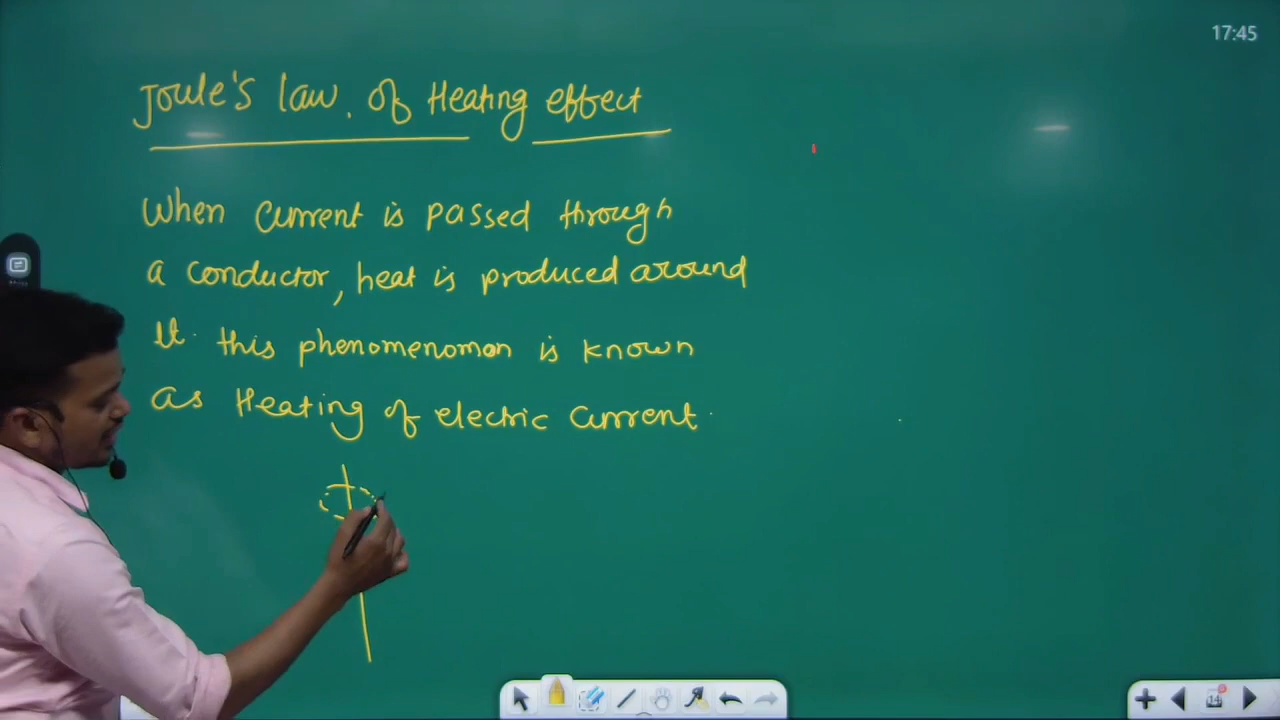 17:45
Joule's law. of Heating effect
When current is passed through
a conductor, heat is produced around
it. this phenomenomon is known
as Heating of electric current.